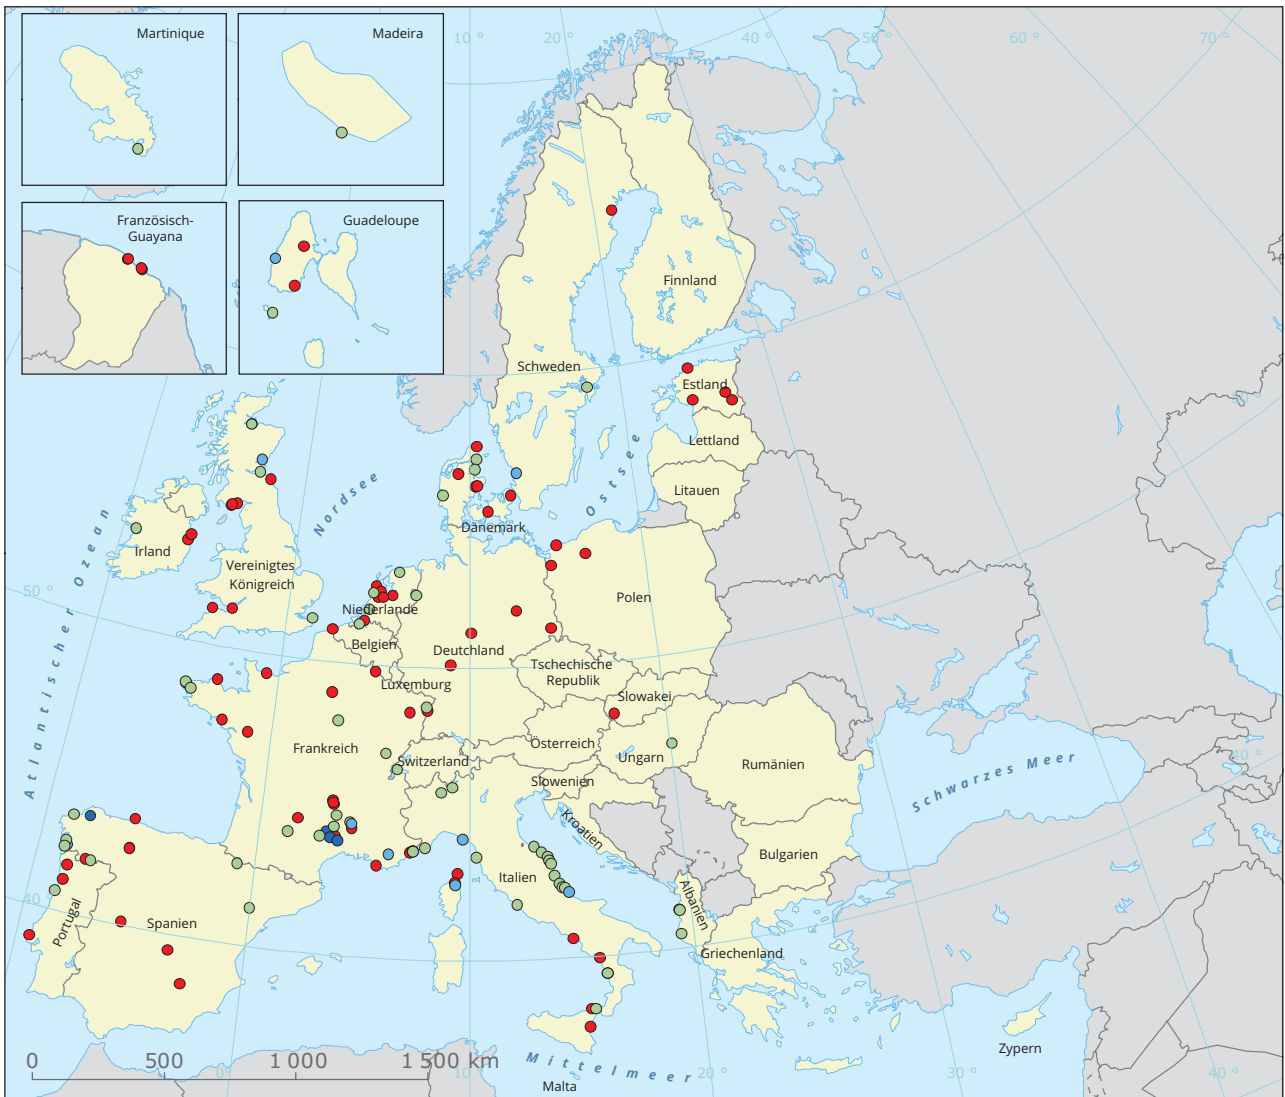 Martinique
Madeira
10 °
20 °
30 °
40 °
50 °
60 °
70 °
Französisch-
Guayana
Guadeloupe
Finnland
Schweden
Estland
Lettland
Litauen
Ostsee
Nordsee
Dänemark
Irland
Vereinigtes
Königreich
Atlantischer Ozean
50 °
Niederlande
Belgien
Deutchland
Polen
Luxemburg
Tschechische
Republik
Slowakei
Frankreich
Switzerland
Österreich
Ungarn
Slowenien
Rumänien
Kroatien
Schwarzes Meer
40 °
Bulgarien
Italien
Albanien
Griechenland
Portugal
Spanien
40 °
Zypern
Mittelmeer
Malta
0
500
1 000
1 500 km
0°
10 °
20 °
30 °
40 °